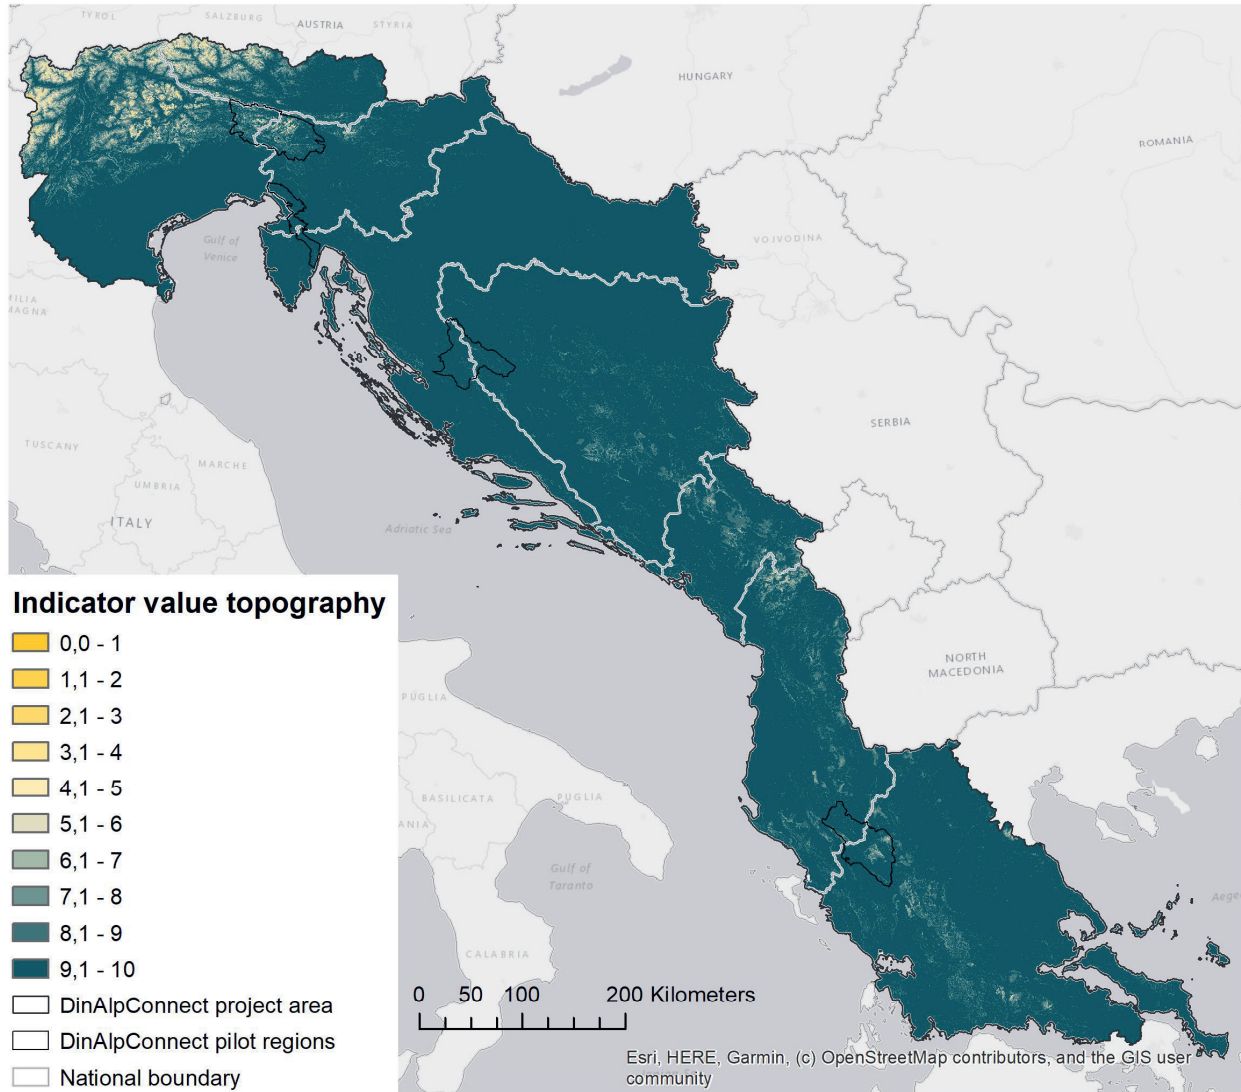 TYROL
SALZBURG
AUSTRIA
STYRIA
HUNGARY
ROMANIA
VOJVODINA
Gulf of
Venice
MILIA
MAGNA
SERBIA
TUSCANY
MARCHE
UMBRIA
ITALY
Adriatic Sea
NORTH
MACEDONIA
PUGLIA
BASILICATA
PUGLIA
ANIA
Gulf of
Taranto
Aege
CALABRIA
Indicator value topography
0,0 - 1
1,1 - 2
2,1 - 3
3,1 - 4
4,1 - 5
5,1 - 6
6,1 - 7
7,1 - 8
8,1 - 9
9,1 - 10
DinAlpConnect project area
DinAlpConnect pilot regions
National boundary
0 50 100 200 Kilometers
Esri, HERE, Garmin, (c) OpenStreetMap contributors, and the GIS user
community